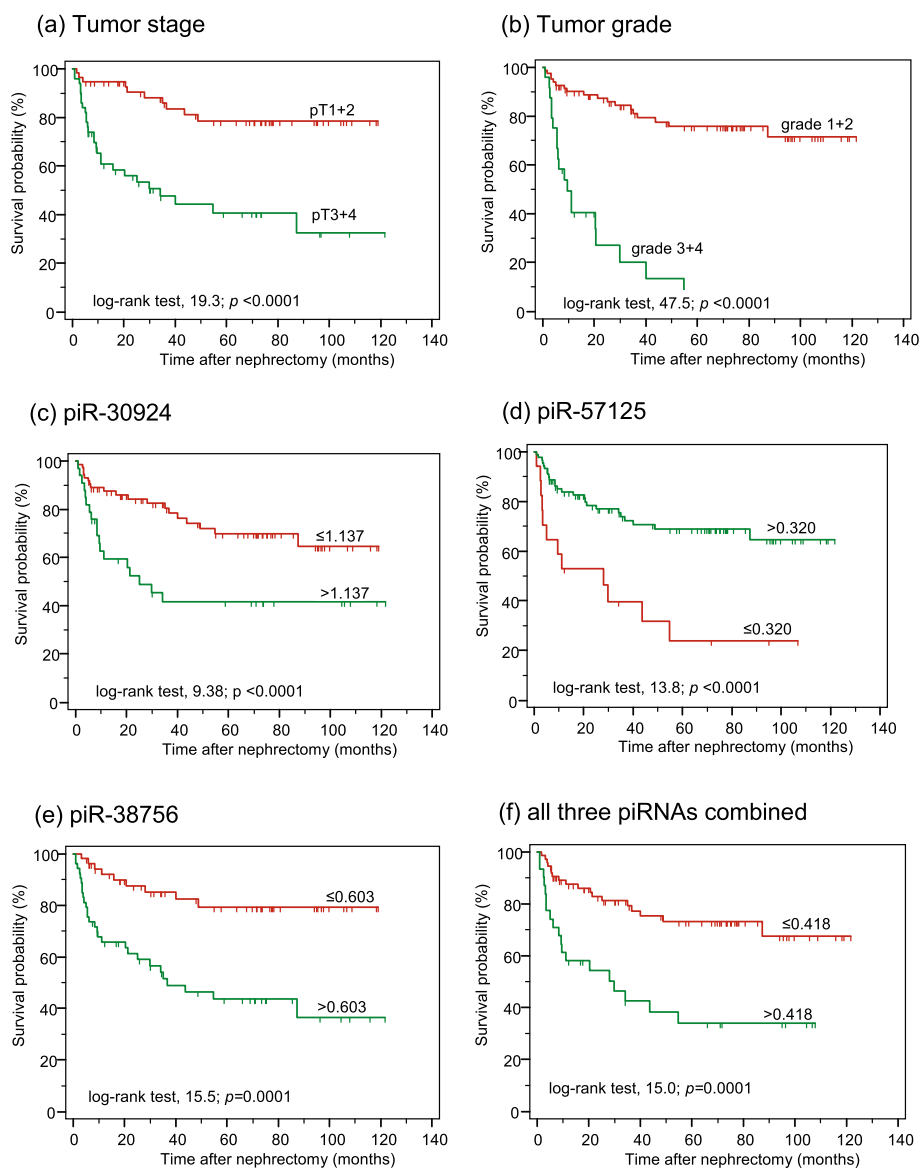 (a) Tumor stage
Survival probability (%)
100
80
60
40
20
0
pT1+2
pT3+4
log-rank test, 19.3; p <0.0001
0 20 40 60 80 100 120 140
Time after nephrectomy (months)
(b) Tumor grade
Survival probability (%)
100
80
60
40
20
0
grade 1+2
grade 3+4
log-rank test, 47.5; p <0.0001
0 20 40 60 80 100 120 140
Time after nephrectomy (months)
(c) piR-30924
Survival probability (%)
100
80
60
40
20
0
≤1.137
>1.137
log-rank test, 9.38; p <0.0001
0 20 40 60 80 100 120 140
Time after nephrectomy (months)
(d) piR-57125
Survival probability (%)
100
80
60
40
20
0
>0.320
≤0.320
log-rank test, 13.8; p <0.0001
0 20 40 60 80 100 120 140
Time after nephrectomy (months)
(e) piR-38756
Survival probability (%)
100
80
60
40
20
0
≤0.603
>0.603
log-rank test, 15.5; p=0.0001
0 20 40 60 80 100 120 140
Time after nephrectomy (months)
(f) all three piRNAs combined
Survival probability (%)
100
80
60
40
20
0
≤0.418
>0.418
log-rank test, 15.0; p=0.0001
0 20 40 60 80 100 120 140
Time after nephrectomy (months)